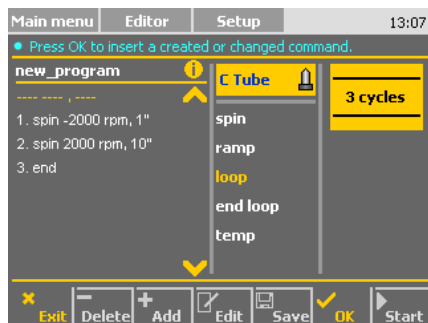 Main menu Editor Setup 13:07
• Press OK to insert a created or changed command.
new_program i
---- ---- , ----
1. spin -2000 rpm, 1"
2. spin 2000 rpm, 10"
3. end
C Tube
spin
ramp
loop
end loop
temp
3 cycles
Exit Delete Add Edit Save OK Start